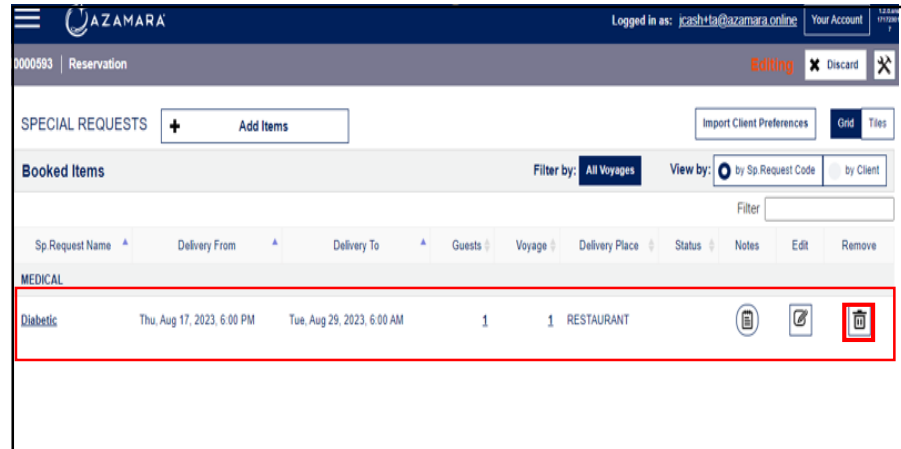 AZAMARA
Logged in as: jcash+ta@azamara.online Your Account
0000593 | Reservation Editing Discard
SPECIAL REQUESTS Add Items Import Client Preferences Grid Tiles
Booked Items Filter by: All Voyages View by: by Sp.Request Code by Client
Filter
Sp.Request Name Delivery From Delivery To Guests Voyage Delivery Place Status Notes Edit Remove
MEDICAL
Diabetic Thu, Aug 17, 2023, 6:00 PM Tue, Aug 29, 2023, 6:00 AM 1 1 RESTAURANT